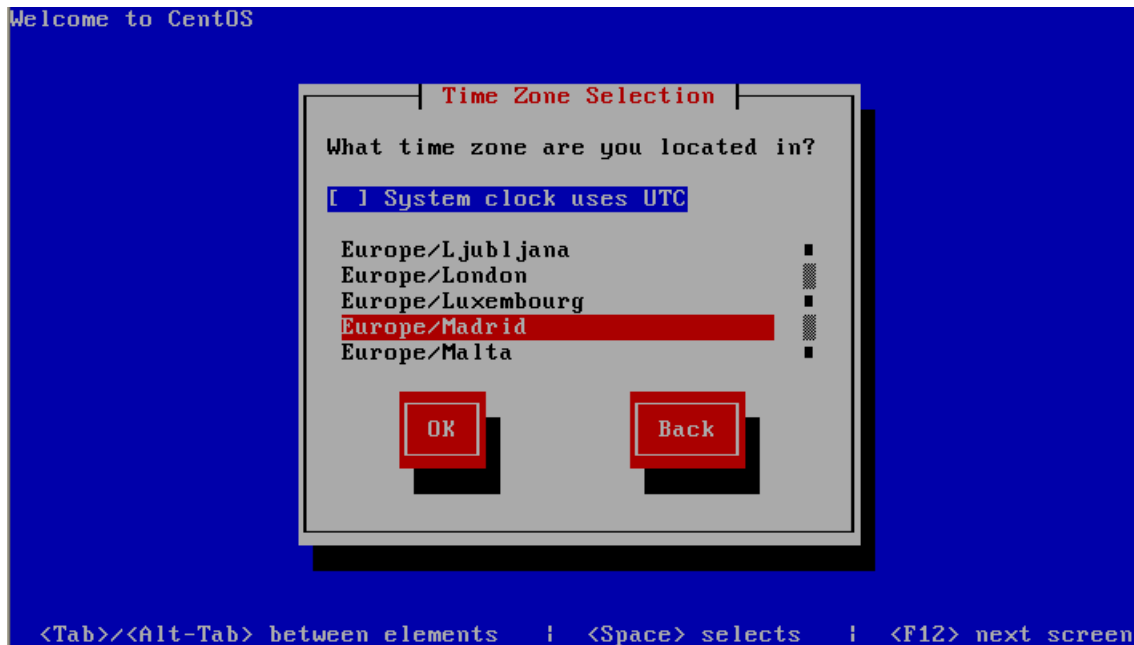 Welcome to CentOS
Time Zone Selection
What time zone are you located in?
[ ] System clock uses UTC
Europe/Ljubljana
Europe/London
Europe/Luxembourg
Europe/Madrid
Europe/Malta
OK Back
<Tab>/<Alt-Tab> between elements | <Space> selects | <F12> next screen